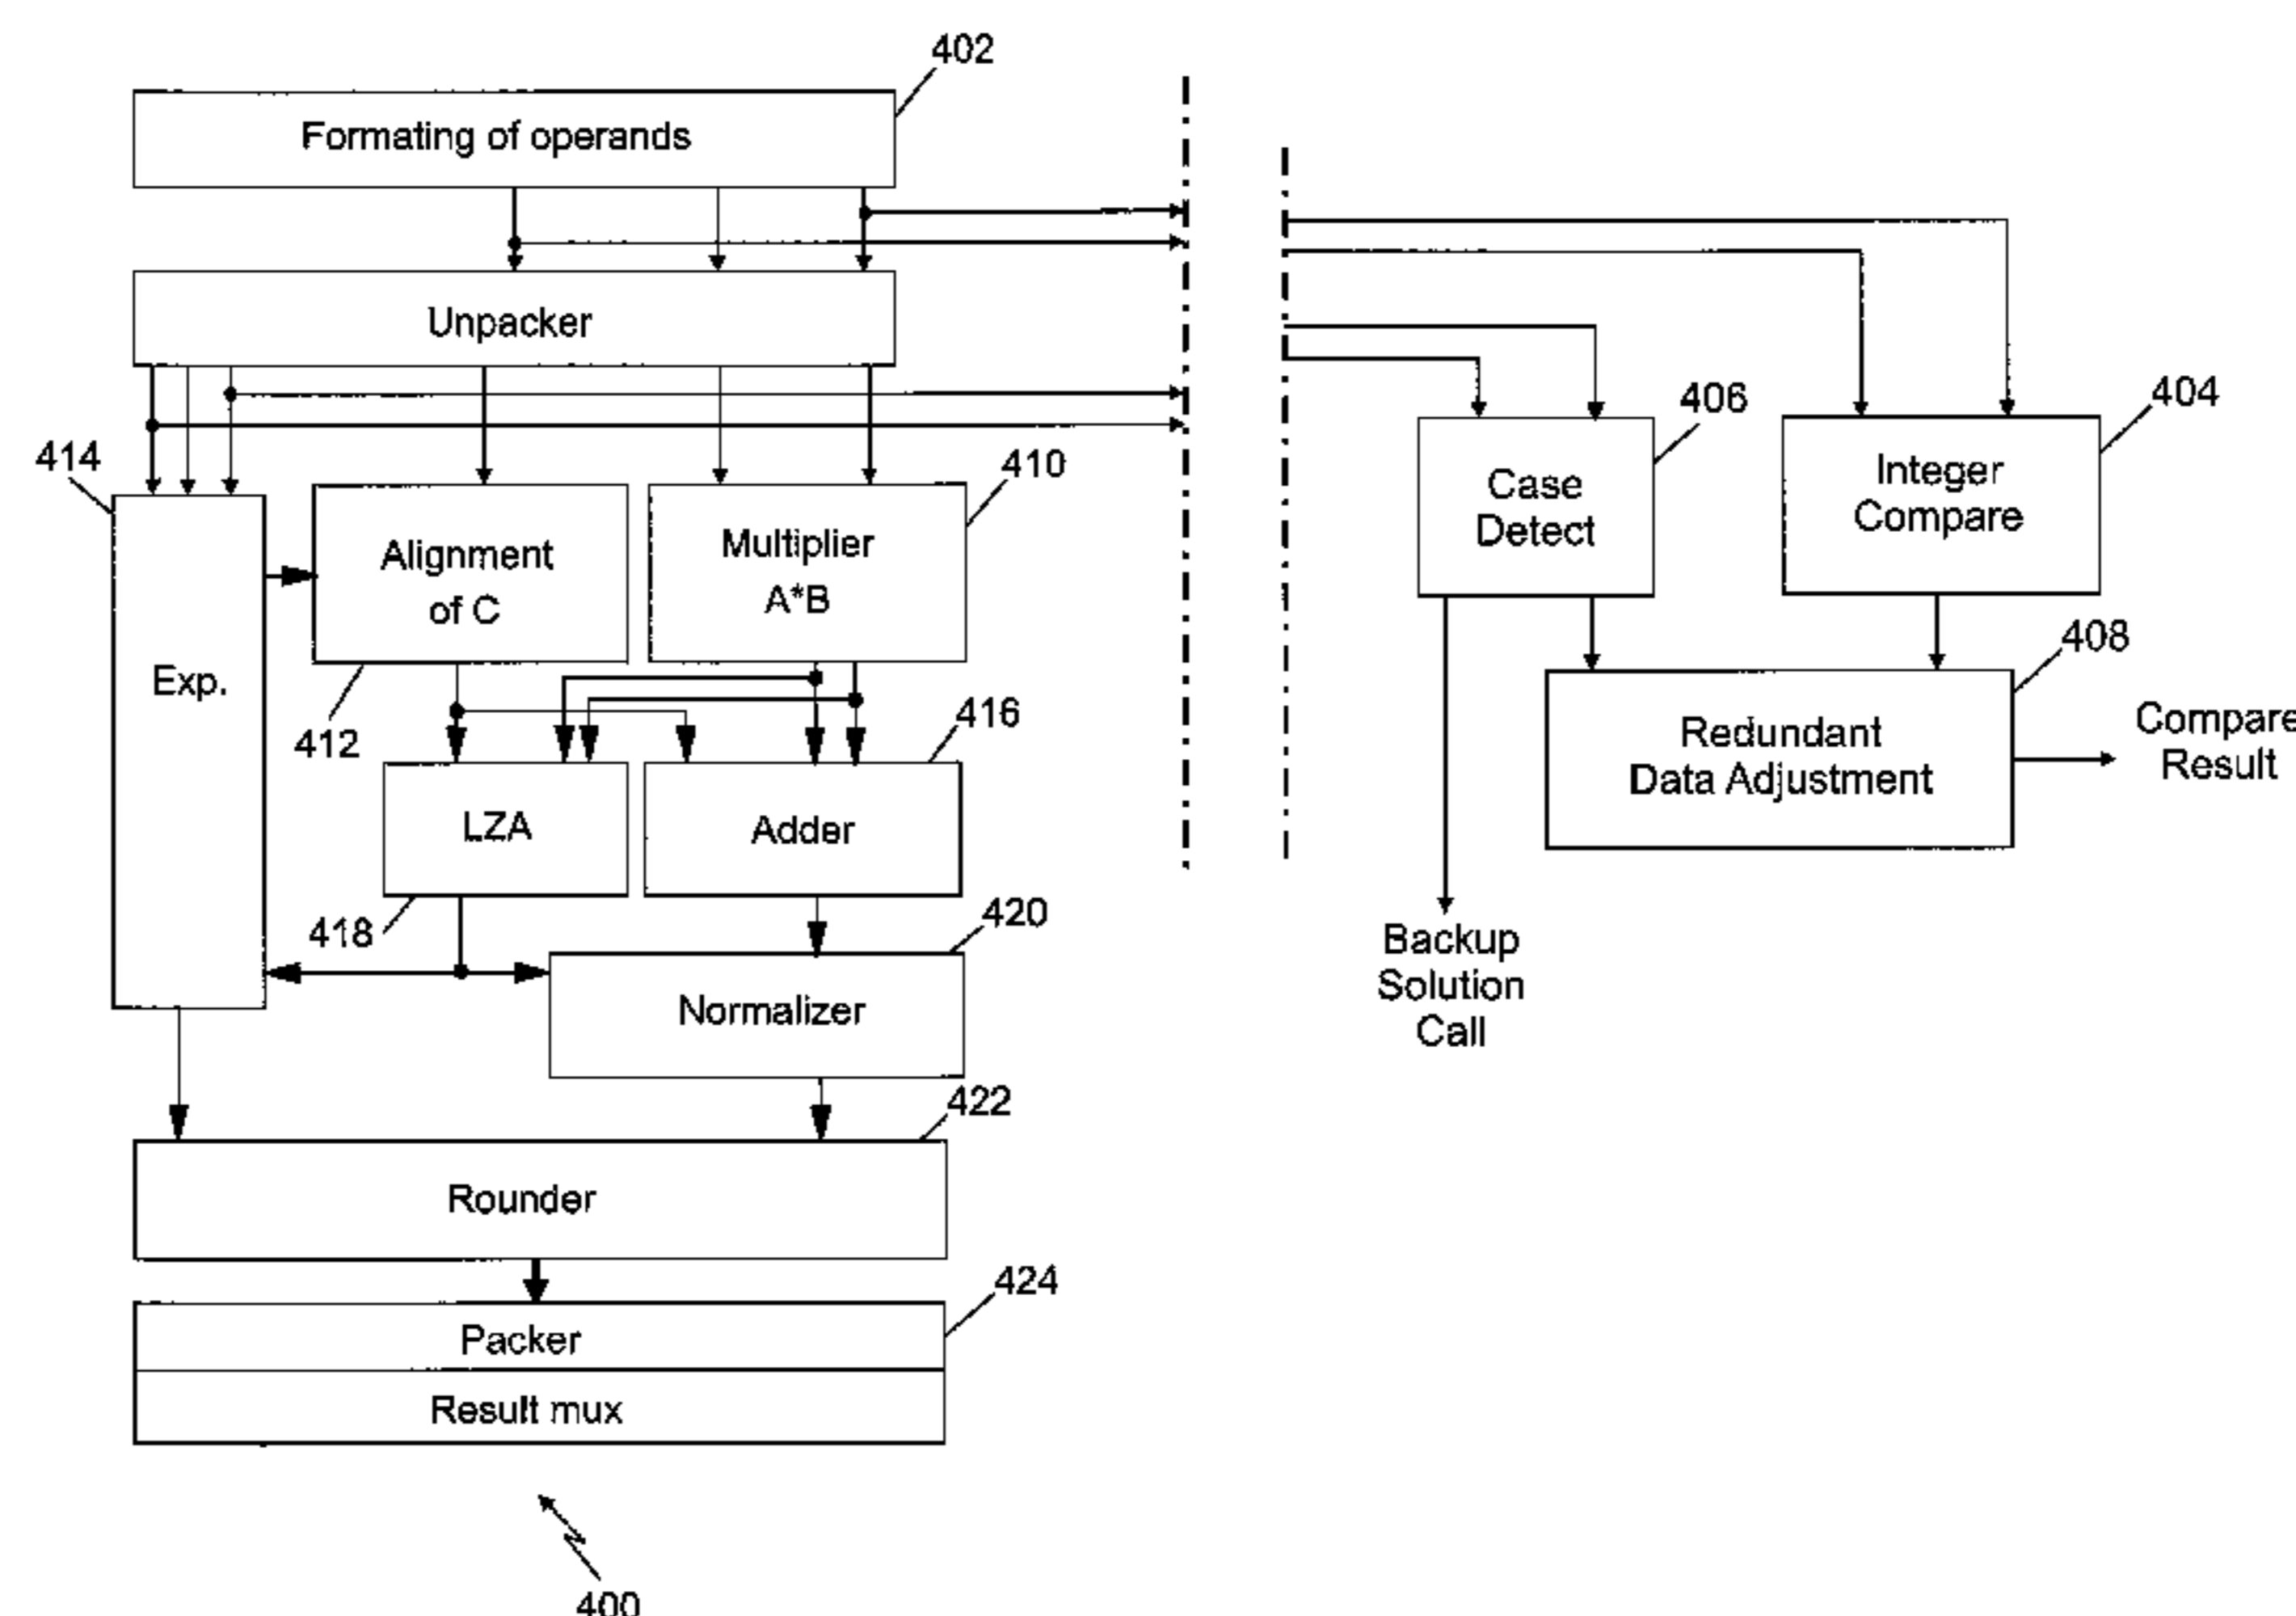 402
Formating of operands
Unpacker
414
410
406
404
Alignment
of C
Multiplier
A*B
Case
Detect
Integer
Compare
Exp.
412
416
408
LZA
Adder
Redundant
Data Adjustment
Compare
Result
418
420
Normalizer
Backup
Solution
Call
422
Rounder
424
Packer
Result mux
400